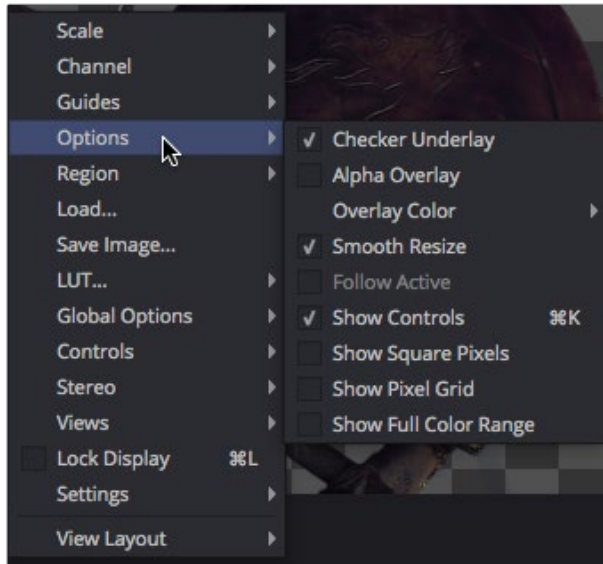 Scale
Channel
Guides
Options
Region
Load...
Save Image...
LUT...
Global Options
Controls
Stereo
Views
Lock Display ⌘L
Settings
View Layout
Checker Underlay
Alpha Overlay
Overlay Color
Smooth Resize
Follow Active
Show Controls ⌘K
Show Square Pixels
Show Pixel Grid
Show Full Color Range